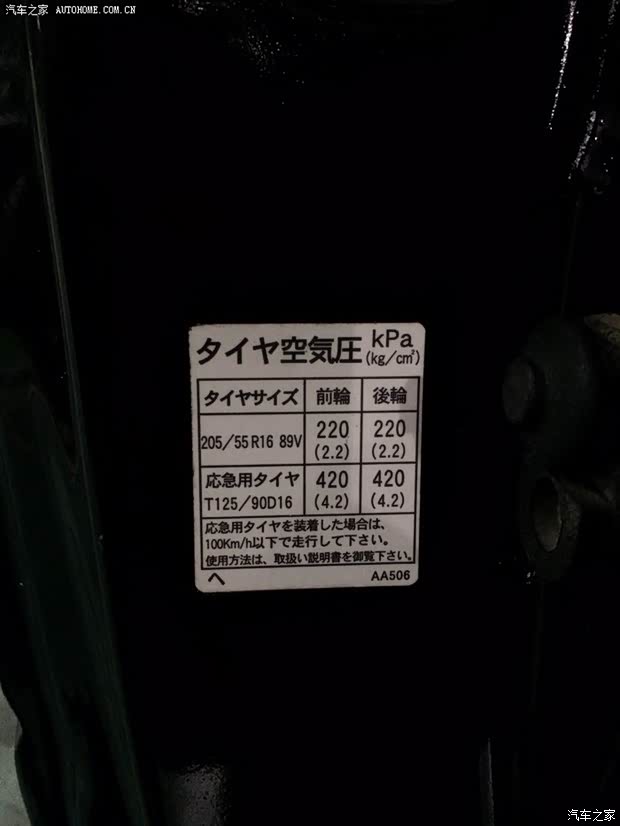 汽车之家 AUTOHOME.COM.CN
タイヤ空気圧 kPa (kg/cm²)
タイヤサイズ 前輪 後輪
205/55R16 89V 220 (2.2) 220 (2.2)
応急用タイヤ T125/90D16 420 (4.2) 420 (4.2)
応急用タイヤを装着した場合は、
100Km/h以下で走行して下さい。
使用方法は、取扱い説明書を御覧下さい。
へ AA506
汽车之家
汽车之家